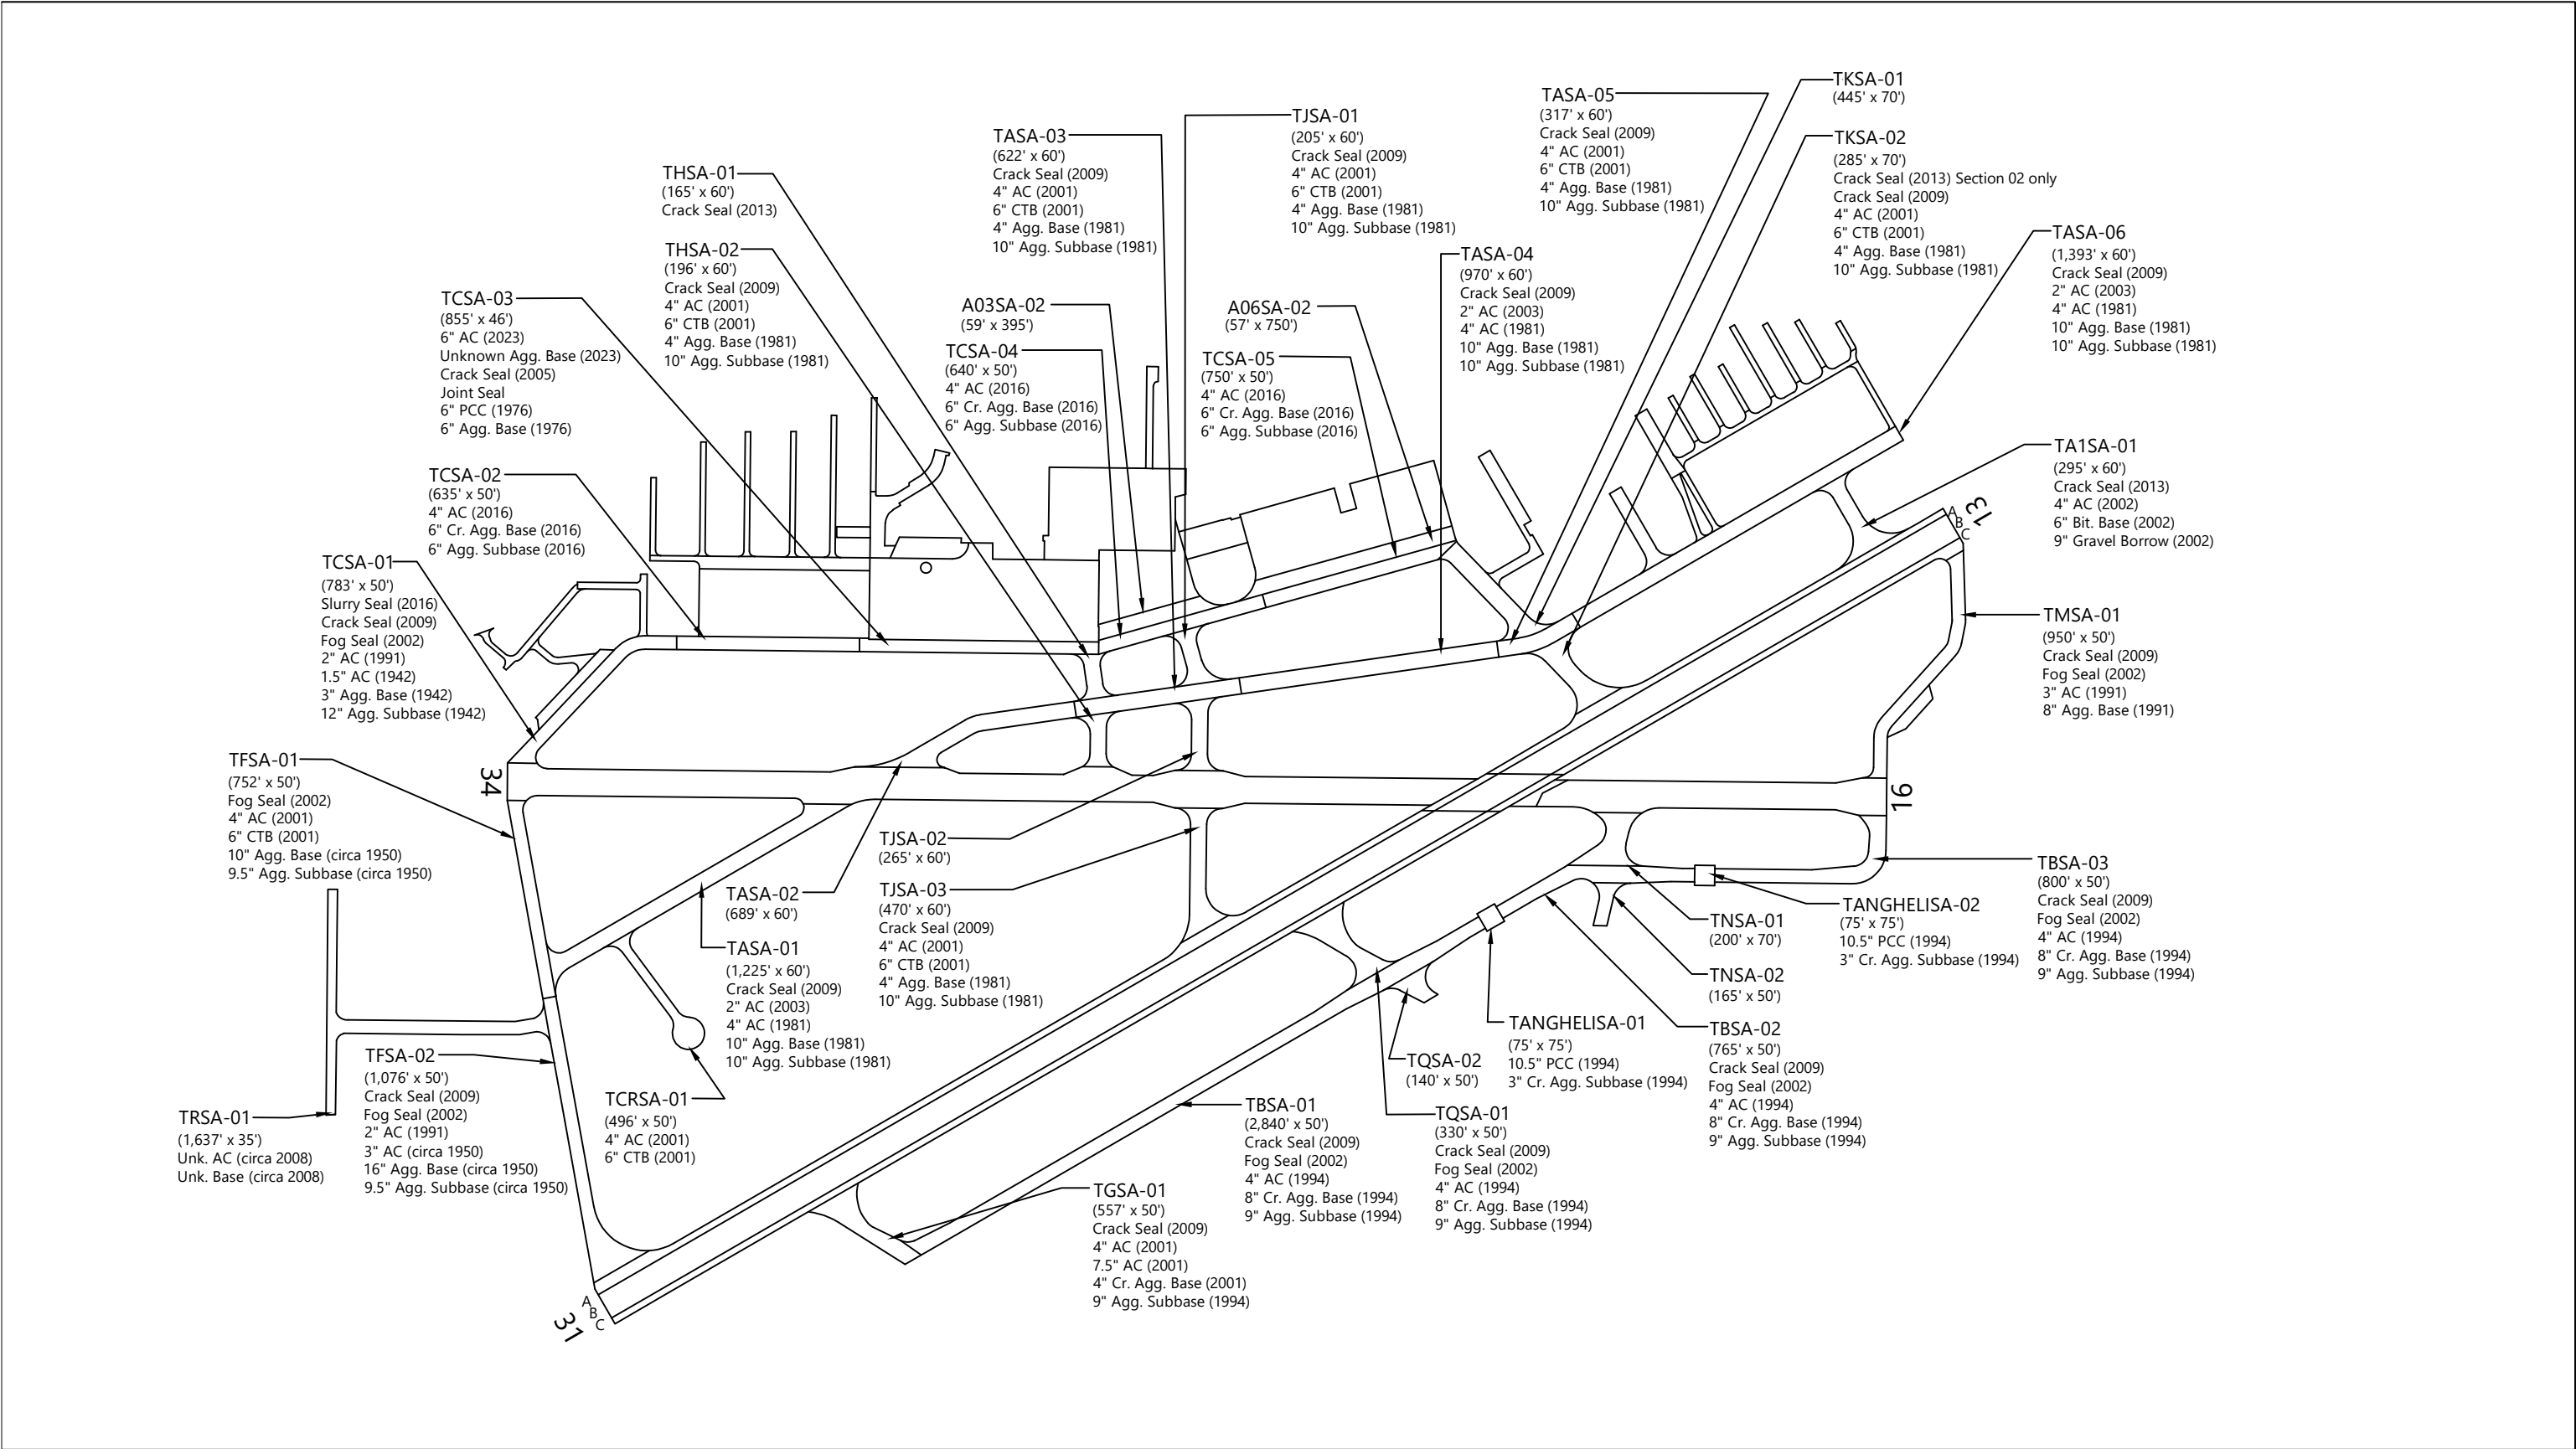 TKSA-01
(445' x 70')
TASA-05
(317' x 60')
Crack Seal (2009)
4" AC (2001)
6" CTB (2001)
4" Agg. Base (1981)
10" Agg. Subbase (1981)
TJSA-01
(205' x 60')
Crack Seal (2009)
4" AC (2001)
6" CTB (2001)
4" Agg. Base (1981)
10" Agg. Subbase (1981)
TASA-03
(622' x 60')
Crack Seal (2009)
4" AC (2001)
6" CTB (2001)
4" Agg. Base (1981)
10" Agg. Subbase (1981)
TKSA-02
(285' x 70')
Crack Seal (2013) Section 02 only
Crack Seal (2009)
4" AC (2001)
6" CTB (2001)
4" Agg. Base (1981)
10" Agg. Subbase (1981)
THSA-01
(165' x 60')
Crack Seal (2013)
THSA-02
(196' x 60')
Crack Seal (2009)
4" AC (2001)
6" CTB (2001)
4" Agg. Base (1981)
10" Agg. Subbase (1981)
TASA-06
(1,393' x 60')
Crack Seal (2009)
2" AC (2003)
4" AC (1981)
10" Agg. Base (1981)
10" Agg. Subbase (1981)
TASA-04
(970' x 60')
Crack Seal (2009)
2" AC (2003)
4" AC (1981)
10" Agg. Base (1981)
10" Agg. Subbase (1981)
TCSA-03
(855' x 46')
6" AC (2023)
Unknown Agg. Base (2023)
Crack Seal (2005)
Joint Seal
6" PCC (1976)
6" Agg. Base (1976)
A03SA-02
(59' x 395')
A06SA-02
(57' x 750')
TCSA-04
(640' x 50')
4" AC (2016)
6" Cr. Agg. Base (2016)
6" Agg. Subbase (2016)
TCSA-05
(750' x 50')
4" AC (2016)
6" Cr. Agg. Base (2016)
6" Agg. Subbase (2016)
TCSA-02
(635' x 50')
4" AC (2016)
6" Cr. Agg. Base (2016)
6" Agg. Subbase (2016)
TA1SA-01
(295' x 60')
Crack Seal (2013)
4" AC (2002)
6" Bit. Base (2002)
9" Gravel Borrow (2002)
13
A
B
C
TCSA-01
(783' x 50')
Slurry Seal (2016)
Crack Seal (2009)
Fog Seal (2002)
2" AC (1991)
1.5" AC (1942)
3" Agg. Base (1942)
12" Agg. Subbase (1942)
TMSA-01
(950' x 50')
Crack Seal (2009)
Fog Seal (2002)
3" AC (1991)
8" Agg. Base (1991)
TFSA-01
(752' x 50')
Fog Seal (2002)
4" AC (2001)
6" CTB (2001)
10" Agg. Base (circa 1950)
9.5" Agg. Subbase (circa 1950)
34
16
TJSA-02
(265' x 60')
TJSA-03
(470' x 60')
Crack Seal (2009)
4" AC (2001)
6" CTB (2001)
4" Agg. Base (1981)
10" Agg. Subbase (1981)
TASA-02
(689' x 60')
TASA-01
(1,225' x 60')
Crack Seal (2009)
2" AC (2003)
4" AC (1981)
10" Agg. Base (1981)
10" Agg. Subbase (1981)
TBSA-03
(800' x 50')
Crack Seal (2009)
Fog Seal (2002)
4" AC (1994)
8" Cr. Agg. Base (1994)
9" Agg. Subbase (1994)
TANGHELISA-02
(75' x 75')
10.5" PCC (1994)
3" Cr. Agg. Subbase (1994)
TNSA-01
(200' x 70')
TNSA-02
(165' x 50')
TANGHELISA-01
(75' x 75')
10.5" PCC (1994)
3" Cr. Agg. Subbase (1994)
TBSA-02
(765' x 50')
Crack Seal (2009)
Fog Seal (2002)
4" AC (1994)
8" Cr. Agg. Base (1994)
9" Agg. Subbase (1994)
TQSA-02
(140' x 50')
TFSA-02
(1,076' x 50')
Crack Seal (2009)
Fog Seal (2002)
2" AC (1991)
3" AC (circa 1950)
16" Agg. Base (circa 1950)
9.5" Agg. Subbase (circa 1950)
TCRSA-01
(496' x 50')
4" AC (2001)
6" CTB (2001)
TRSA-01
(1,637' x 35')
Unk. AC (circa 2008)
Unk. Base (circa 2008)
TBSA-01
(2,840' x 50')
Crack Seal (2009)
Fog Seal (2002)
4" AC (1994)
8" Cr. Agg. Base (1994)
9" Agg. Subbase (1994)
TQSA-01
(330' x 50')
Crack Seal (2009)
Fog Seal (2002)
4" AC (1994)
8" Cr. Agg. Base (1994)
9" Agg. Subbase (1994)
TGSA-01
(557' x 50')
Crack Seal (2009)
4" AC (2001)
7.5" AC (2001)
4" Cr. Agg. Base (2001)
9" Agg. Subbase (1994)
A
B
C
31